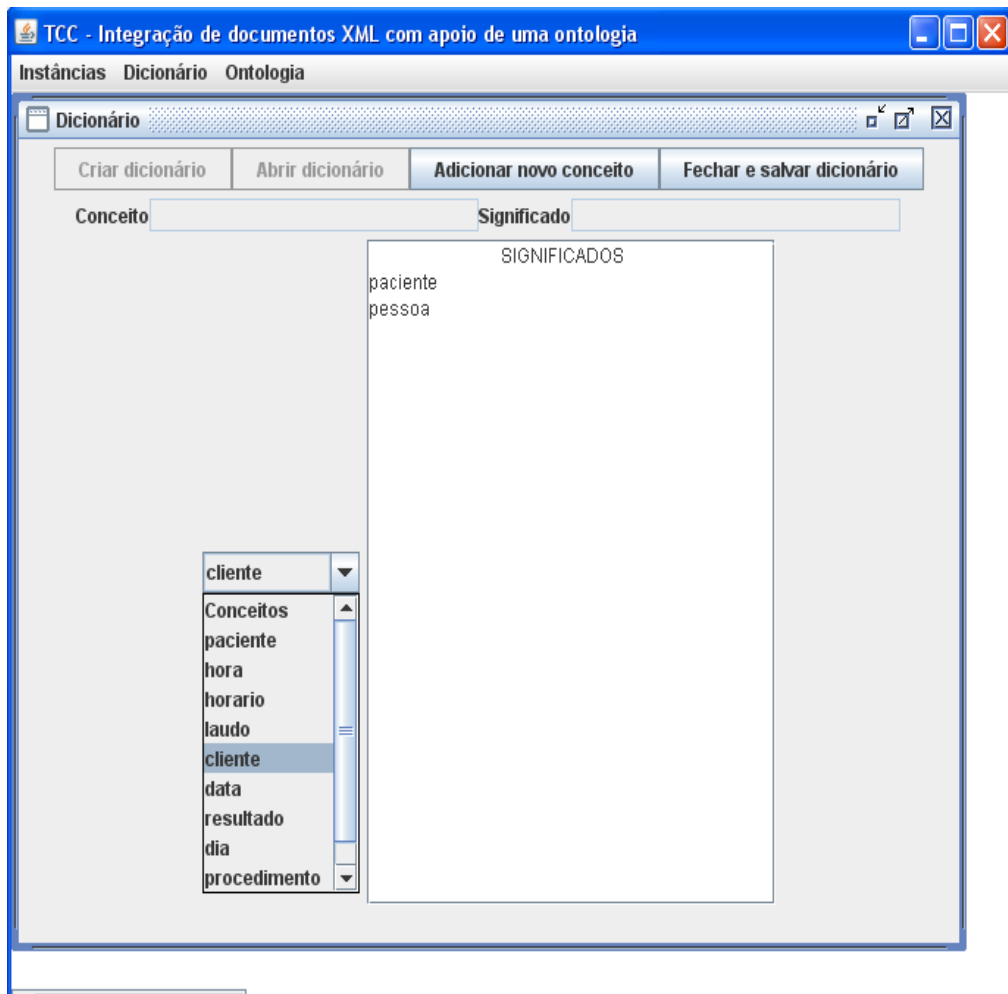 TCC - Integração de documentos XML com apoio de uma ontologia
Instâncias Dicionário Ontologia
Dicionário
Criar dicionário Abrir dicionário Adicionar novo conceito Fechar e salvar dicionário
Conceito Significado
SIGNIFICADOS
paciente
pessoa
cliente
Conceitos
paciente
hora
horario
laudo
cliente
data
resultado
dia
procedimento